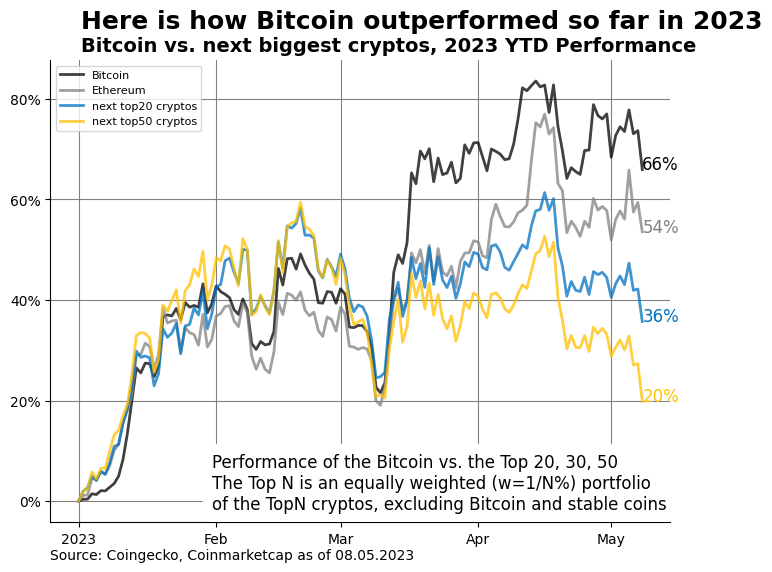 Here is how Bitcoin outperformed so far in 2023
Bitcoin vs. next biggest cryptos, 2023 YTD Performance
Bitcoin
Ethereum
next top20 cryptos
next top50 cryptos
80%
60%
40%
20%
0%
66%
54%
36%
20%
Performance of the Bitcoin vs. the Top 20, 30, 50
The Top N is an equally weighted (w=1/N%) portfolio
of the TopN cryptos, excluding Bitcoin and stable coins
2023
Feb
Mar
Apr
May
Source: Coingecko, Coinmarketcap as of 08.05.2023